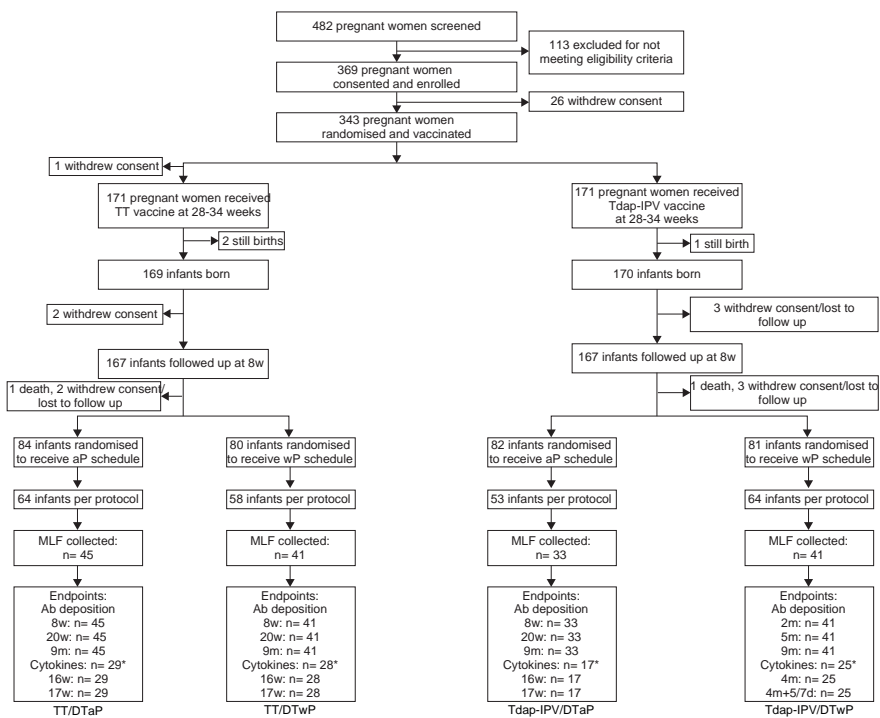 482 pregnant women screened
113 excluded for not
meeting eligibility criteria
369 pregnant women
consented and enrolled
26 withdrew consent
343 pregnant women
randomised and vaccinated
1 withdrew consent
171 pregnant women received
TT vaccine at 28-34 weeks
171 pregnant women received
Tdap-IPV vaccine
at 28-34 weeks
2 still births
1 still birth
169 infants born
170 infants born
2 withdrew consent
3 withdrew consent/lost to
follow up
167 infants followed up at 8w
167 infants followed up at 8w
1 death, 2 withdrew consent/
lost to follow up
1 death, 3 withdrew consent/lost to
follow up
84 infants randomised
to receive aP schedule
80 infants randomised
to receive wP schedule
82 infants randomised
to receive aP schedule
81 infants randomised
to receive wP schedule
64 infants per protocol
58 infants per protocol
53 infants per protocol
64 infants per protocol
MLF collected:
n= 45
MLF collected:
n= 41
MLF collected:
n= 33
MLF collected:
n= 41
Endpoints:
Ab deposition
8w: n= 45
20w: n= 45
9m: n= 45
Cytokines: n= 29*
16w: n= 29
17w: n= 29
TT/DTaP
Endpoints:
Ab deposition
8w: n= 41
20w: n= 41
9m: n= 41
Cytokines: n= 28*
16w: n= 28
17w: n= 28
TT/DTwP
Endpoints:
Ab deposition
8w: n= 33
20w: n= 33
9m: n= 33
Cytokines: n= 17*
16w: n= 17
17w: n= 17
Tdap-IPV/DTaP
Endpoints:
Ab deposition
2m: n= 41
5m: n= 41
9m: n= 41
Cytokines: n= 25*
4m: n= 25
4m+5/7d: n= 25
Tdap-IPV/DTwP